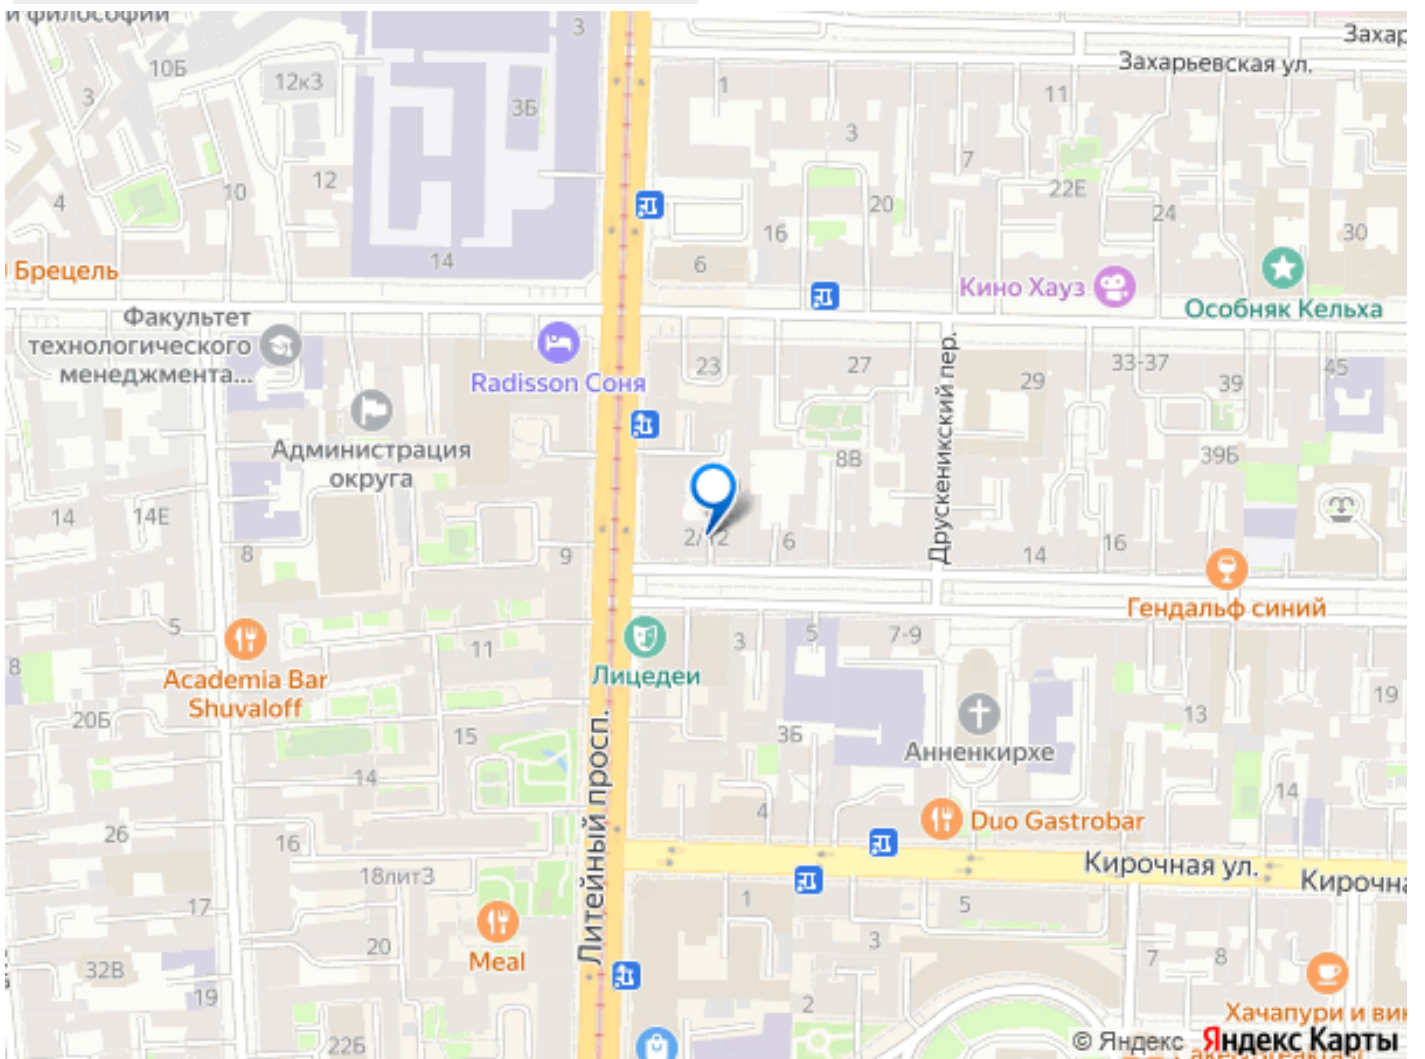 и философии
3
Захар
Захарьевская ул.
10Б
12к3
3
3Б
1
11
3
7
22Е
12
10
4
20
24
16
30
14
6
Брецель
Кино Хауз
Особняк Кельха
Факультет
технологического
менеджмента...
Radisson Соня
23
27
33-37
29
39
45
Друскеникский пер.
Администрация
округа
8В
39Б
14
14Е
8
9
2/12
6
14
16
Гендальф синий
5
11
3
5
7-9
Лицедеи
8
Academia Bar
Shuvaloff
20Б
15
14
Литейный просп.
3Б
Анненкирхе
13
19
4
14
26
16
Duo Gastrobar
Кирочная ул.
Кирочна
18лит3
17
1
5
20
Meal
3
7
8
32В
19
2
22Б
Хачапури и вин
© Яндекс Яндекс Карты